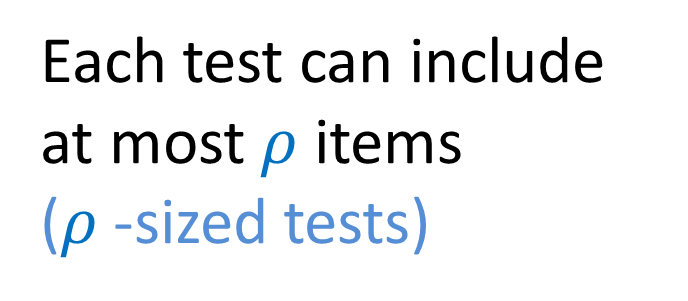 Each test can include
at most ρ items
(ρ -sized tests)